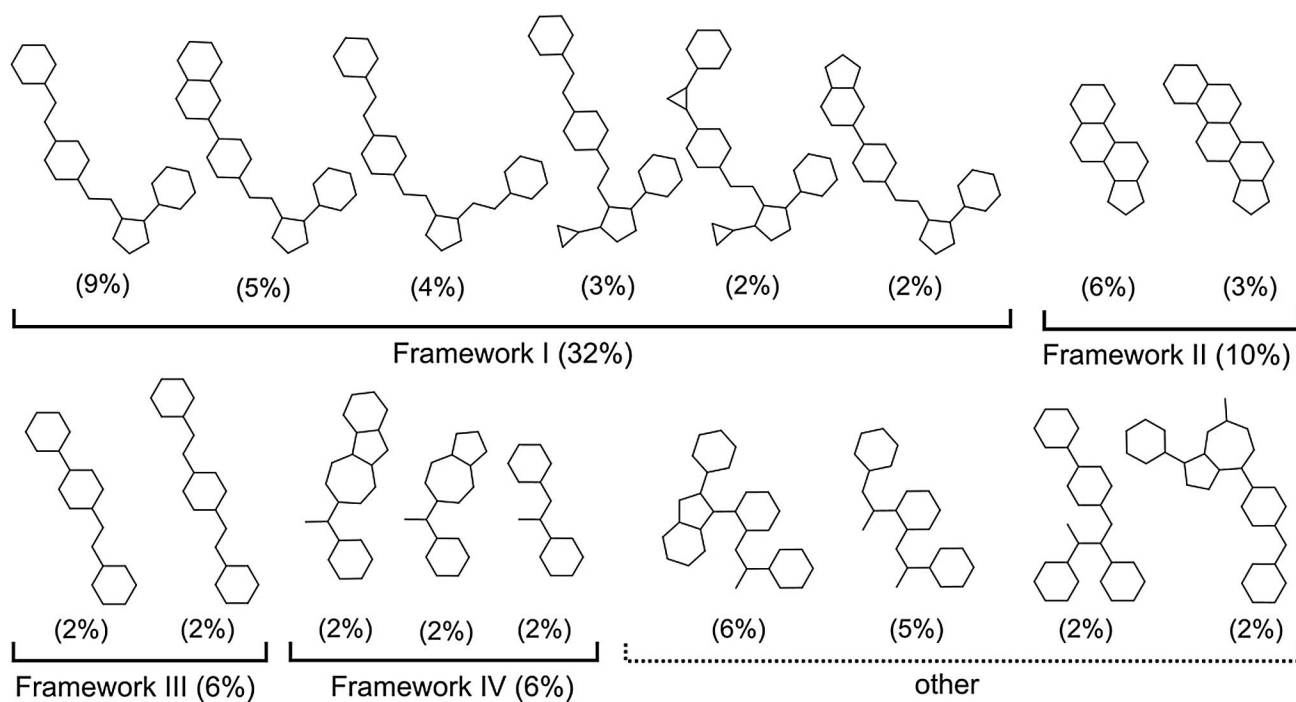 (9%) (5%) (4%) (3%) (2%) (2%) (6%) (3%)
Framework I (32%) Framework II (10%)
(2%) (2%) (2%) (2%) (2%) (6%) (5%) (2%) (2%)
Framework III (6%) Framework IV (6%) other